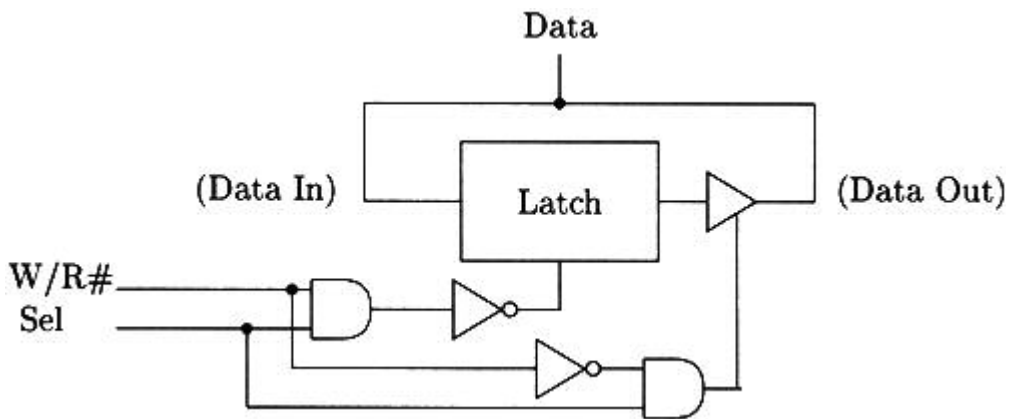 Data
(Data In)
Latch
(Data Out)
W/R#
Sel